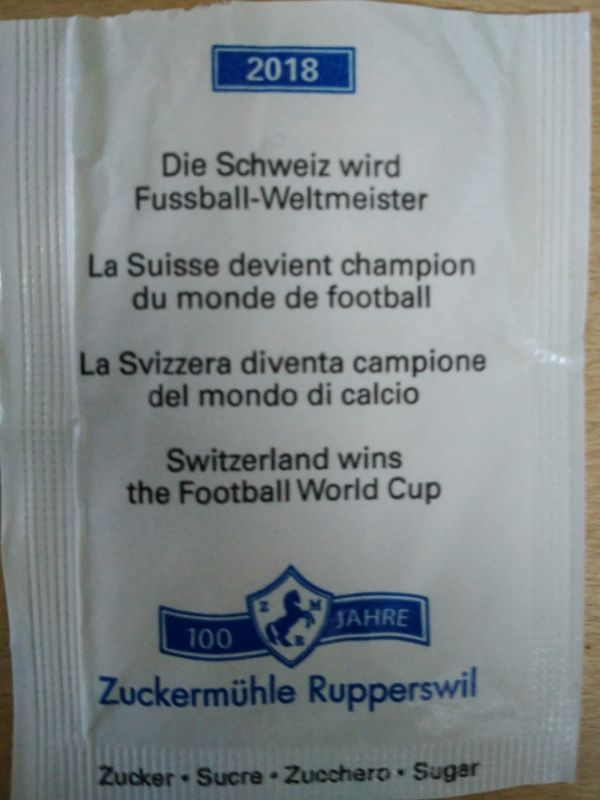 2018
Die Schweiz wird
Fussball-Weltmeister
La Suisse devient champion
du monde de football
La Svizzera diventa campione
del mondo di calcio
Switzerland wins
the Football World Cup
Z M
R
100 JAHRE
Zuckermühle Rupperswil
Zucker • Sucre • Zucchero • Sugar